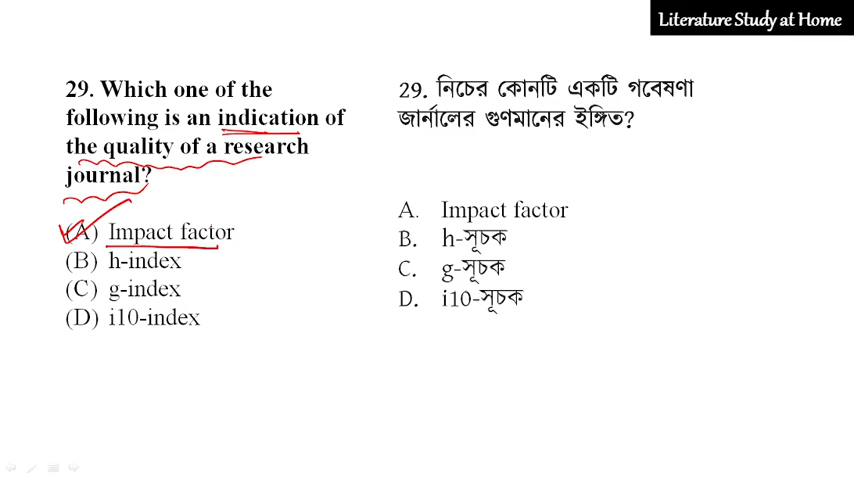 Literature Study at Home
29. Which one of the
following is an indication of
the quality of a research
journal?
(A) Impact factor
(B) h-index
(C) g-index
(D) i10-index
29. নিচের কোনটি একটি গবেষণা
জার্নালের গুণমানের ইঙ্গিত?
A. Impact factor
B. h-সূচক
C. g-সূচক
D. i10-সূচক